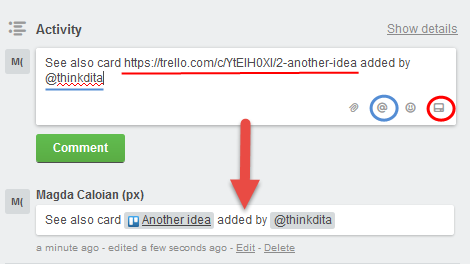 Activity
Show details
M(
See also card https://trello.com/c/YtEIH0XI/2-another-idea added by
@thinkdita
Comment
M(
Magda Caloian (px)
See also card Another idea added by @thinkdita
a minute ago - edited a few seconds ago - Edit - Delete